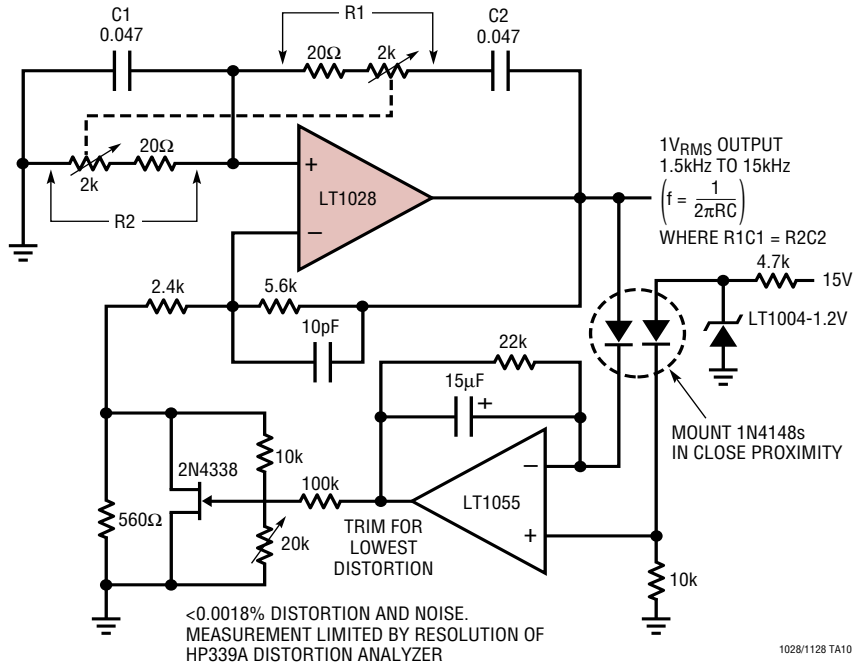 C1
0.047
R1
20Ω
2k
C2
0.047
2k
20Ω
R2
+
–
LT1028
1VRMS OUTPUT
1.5kHz TO 15kHz
(f = 1/2πRC)
WHERE R1C1 = R2C2
4.7k
15V
LT1004-1.2V
2.4k
5.6k
10pF
22k
15µF
+
MOUNT 1N4148s
IN CLOSE PROXIMITY
2N4338
10k
100k
–
LT1055
+
560Ω
20k
TRIM FOR
LOWEST
DISTORTION
10k
<0.0018% DISTORTION AND NOISE.
MEASUREMENT LIMITED BY RESOLUTION OF
HP339A DISTORTION ANALYZER
1028/1128 TA10